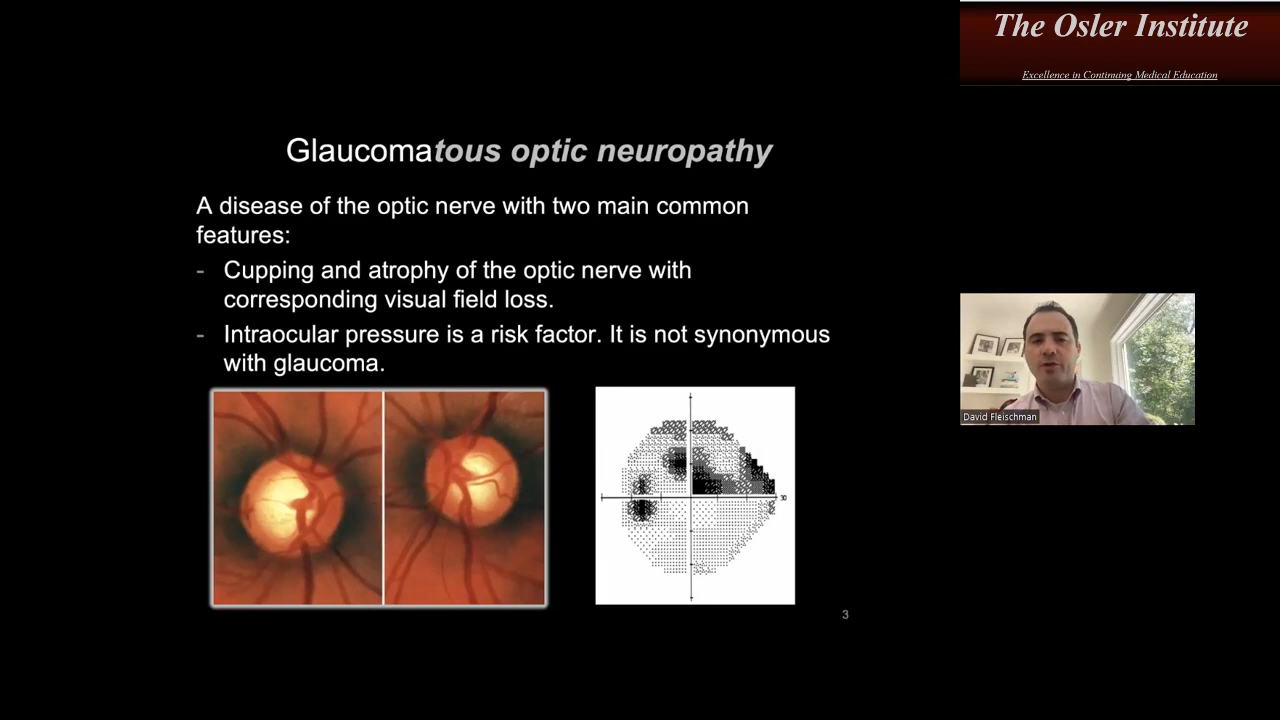 The Osler Institute
Excellence in Continuing Medical Education
Glaucomatous optic neuropathy
A disease of the optic nerve with two main common
features:
- Cupping and atrophy of the optic nerve with
corresponding visual field loss.
- Intraocular pressure is a risk factor. It is not synonymous
with glaucoma.
30
3
David Fleischman